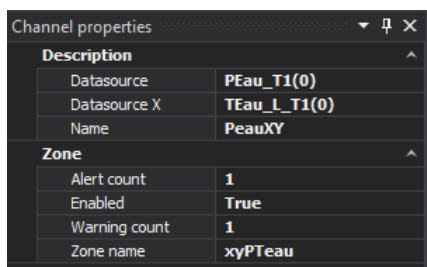 Channel properties
Description
Datasource PEau_T1(0)
Datasource X TEau_L_T1(0)
Name PeauXY
Zone
Alert count 1
Enabled True
Warning count 1
Zone name xyPTeau